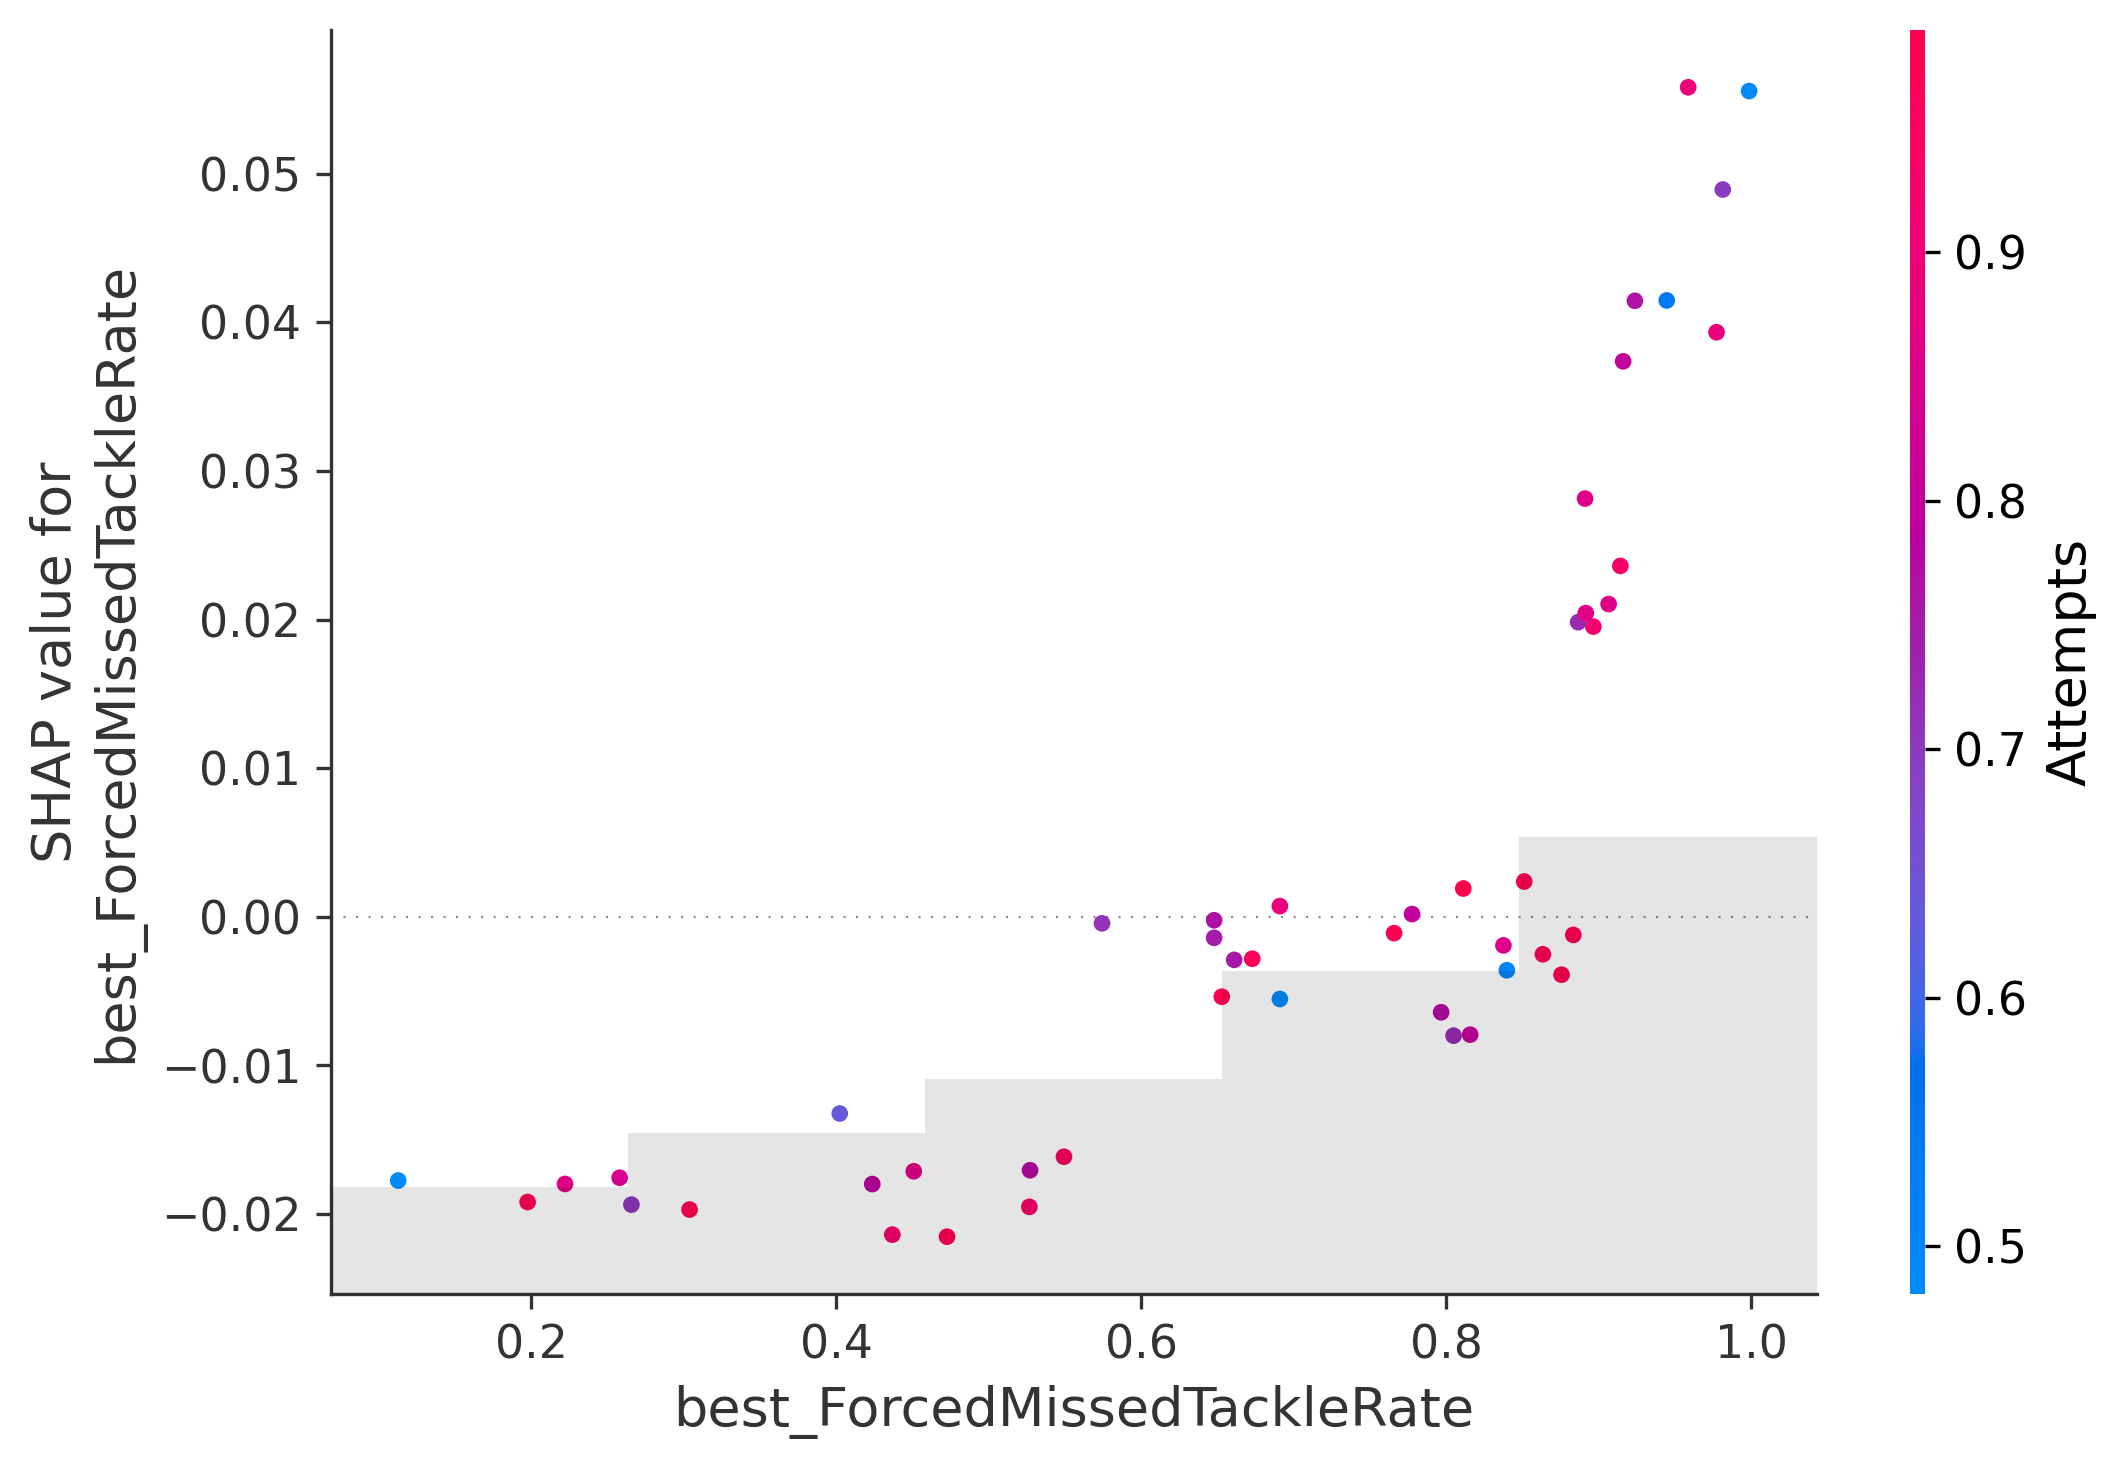 SHAP value for
best_ForcedMissedTackleRate
0.05
0.04
0.03
0.02
0.01
0.00
−0.01
−0.02
0.2 0.4 0.6 0.8 1.0
best_ForcedMissedTackleRate
0.9
0.8
0.7
0.6
0.5
Attempts